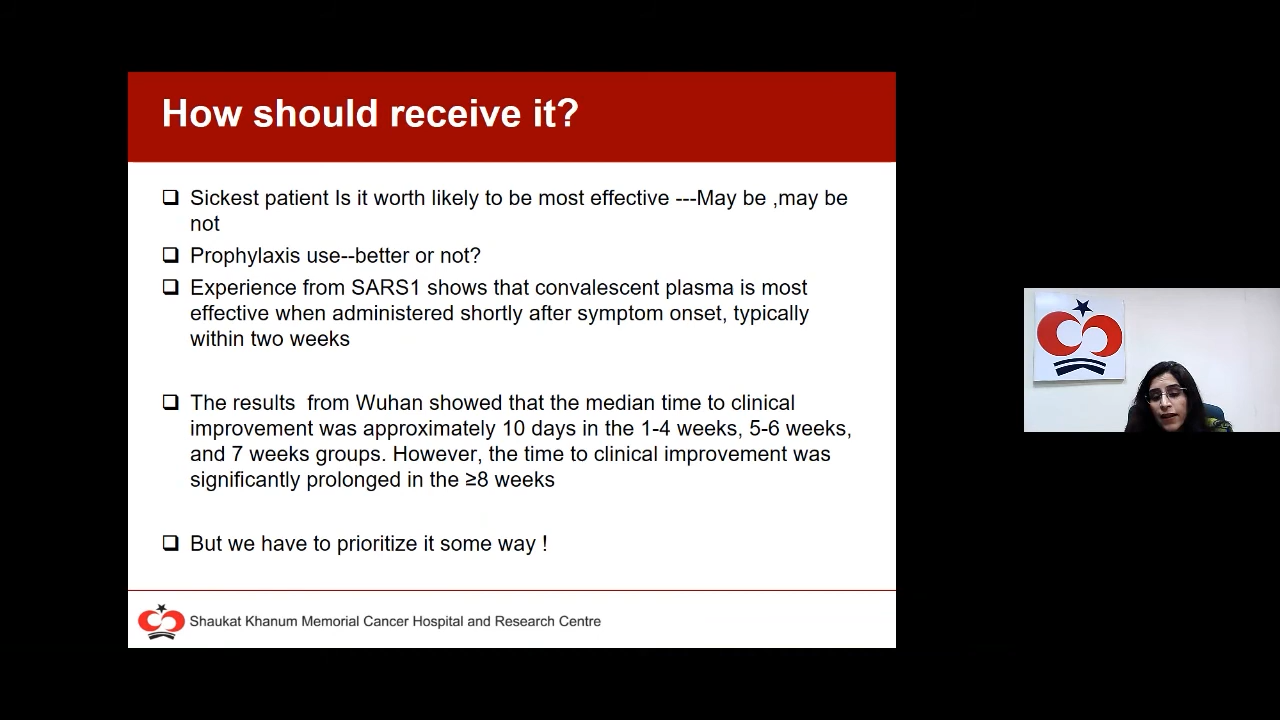 How should receive it?
Sickest patient Is it worth likely to be most effective ---May be ,may be
not
Prophylaxis use--better or not?
Experience from SARS1 shows that convalescent plasma is most
effective when administered shortly after symptom onset, typically
within two weeks
The results  from Wuhan showed that the median time to clinical
improvement was approximately 10 days in the 1-4 weeks, 5-6 weeks,
and 7 weeks groups. However, the time to clinical improvement was
significantly prolonged in the ≥8 weeks
But we have to prioritize it some way !
Shaukat Khanum Memorial Cancer Hospital and Research Centre